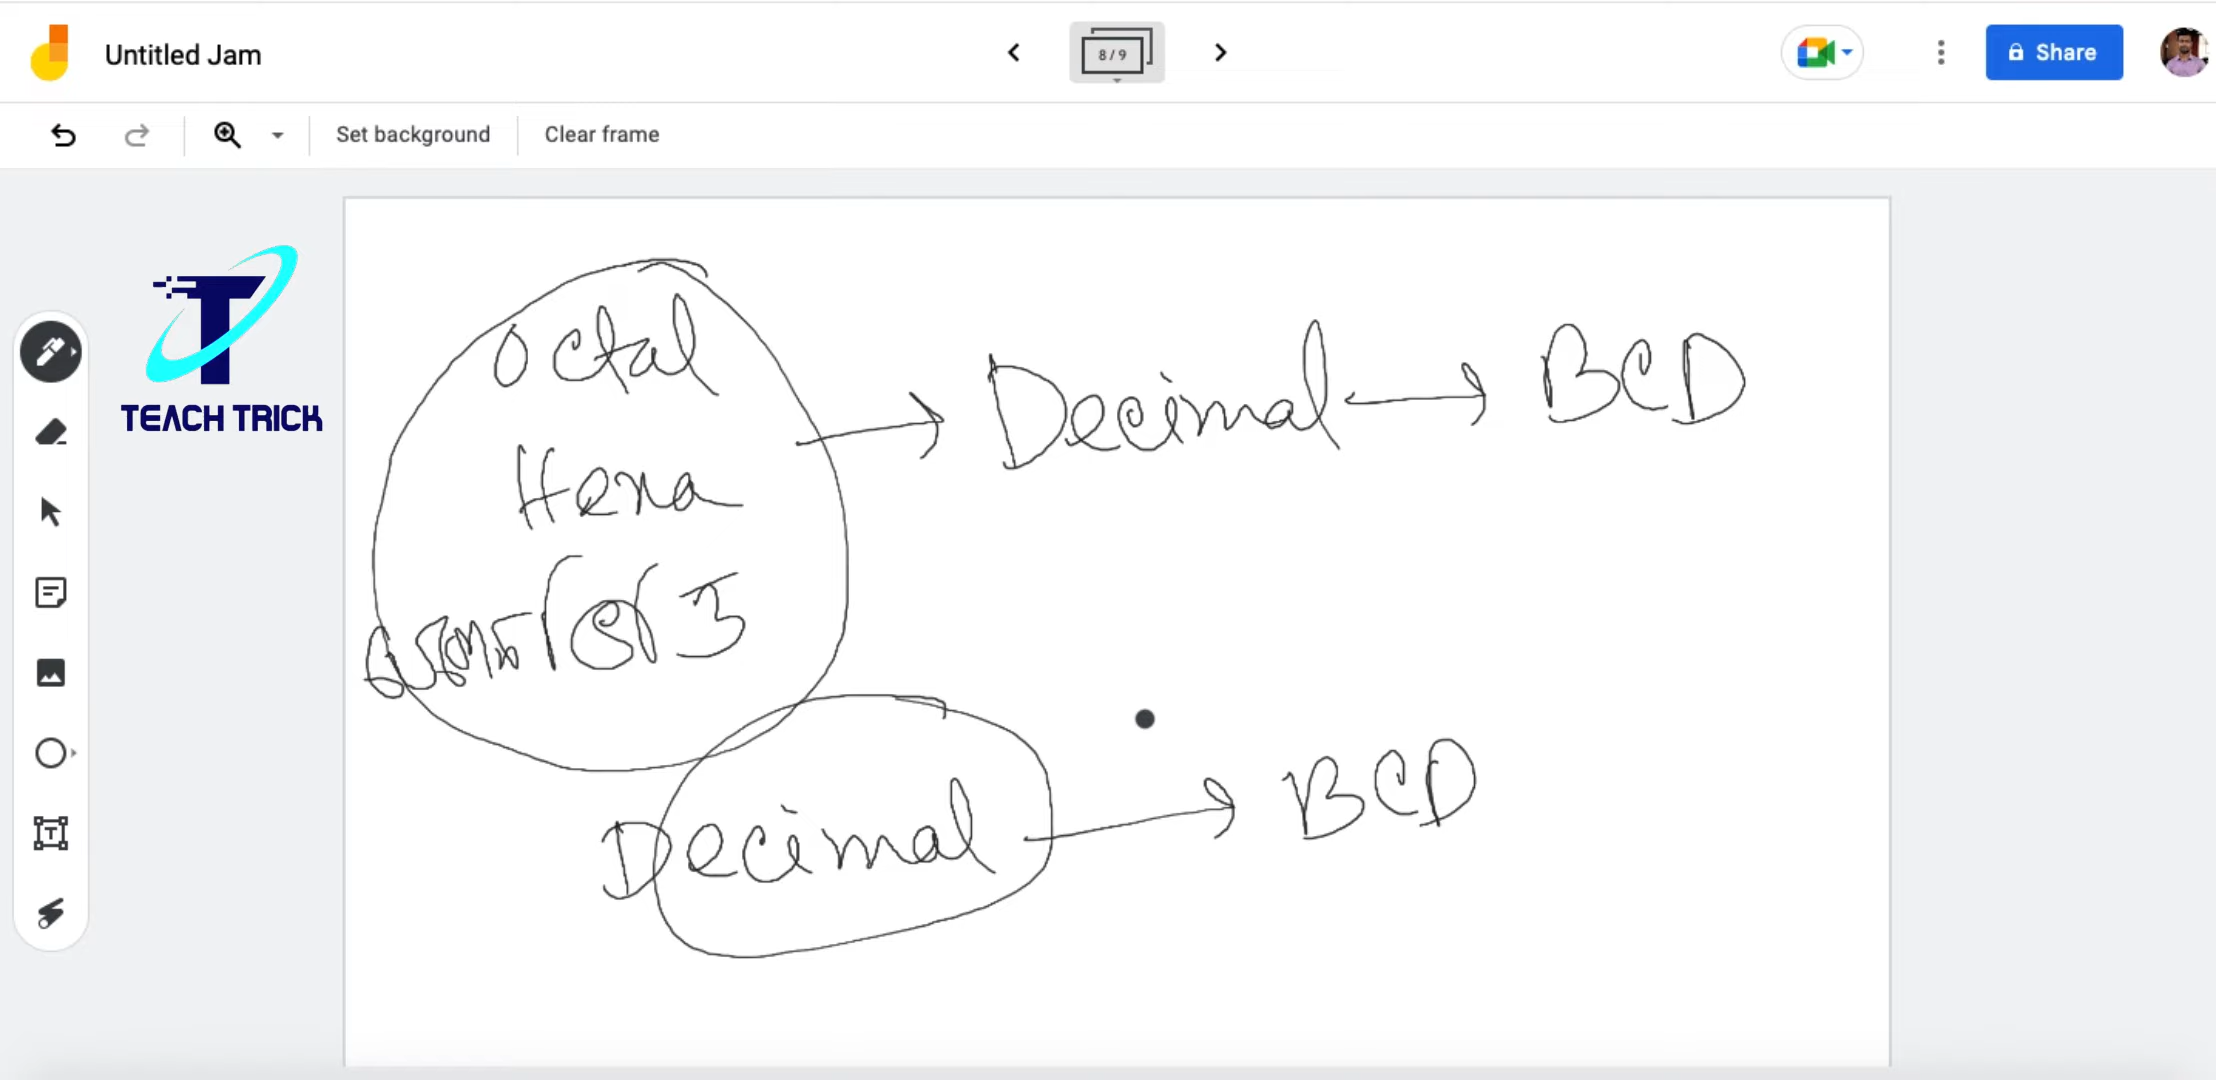 Untitled Jam
8/9
Share
Set background
Clear frame
TEACH TRICK
Octal
Hexa
Decimal
BCD
Decimal
BCD